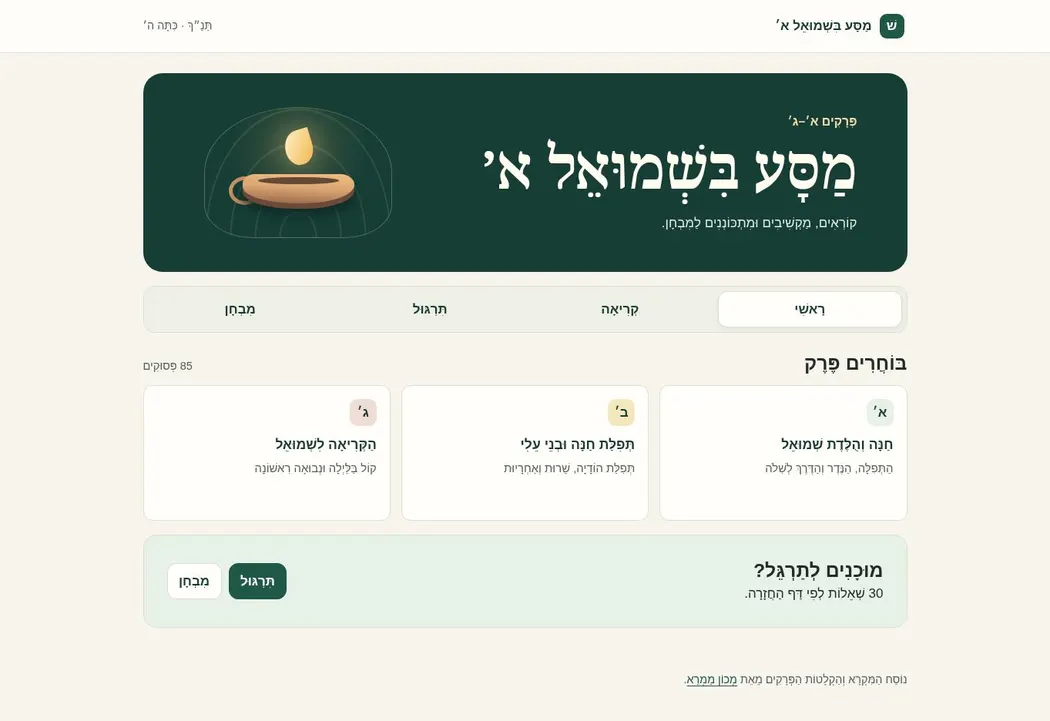 שׁ
מַסָּע בִּשְׁמוּאֵל א׳
תַּנַ״ךְ · כִּתָּה ה׳
פְּרָקִים א׳–ג׳
מַסָּע בִּשְׁמוּאֵל א׳
קוֹרְאִים, מַקְשִׁיבִים וּמִתְכּוֹנְנִים לַמִּבְחָן.
רָאשִׁי
קְרִיאָה
תִּרְגּוּל
מִבְחָן
בּוֹחֲרִים פֶּרֶק
85 פְּסוּקִים
א׳
חַנָּה וְהֻלֶּדֶת שְׁמוּאֵל
הַתְּפִלָּה, הַנֶּדֶר וְהַדֶּרֶךְ לְשִׁלֹה
ב׳
תְּפִלַּת חַנָּה וּבְנֵי עֵלִי
תְּפִלַּת הוֹדָיָה, שֵׁרוּת וְאַחְרָיוּת
ג׳
הַקְּרִיאָה לִשְׁמוּאֵל
קוֹל בַּלַּיְלָה וּנְבוּאָה רִאשׁוֹנָה
מוּכָנִים לְתַרְגֵּל?
30 שְׁאֵלוֹת לְפִי דַּף הַחֲזָרָה.
תִּרְגּוּל
מִבְחָן
נוֹסַח הַמִּקְרָא וְהַקְלָטוֹת הַפְּרָקִים מֵאֵת מְכוֹן מַמְרֵא.